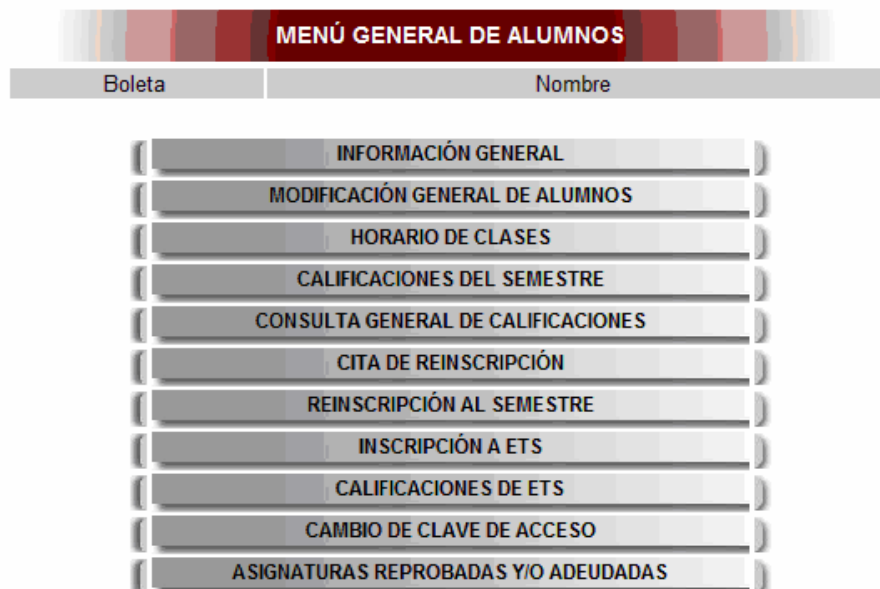 MENÚ GENERAL DE ALUMNOS
Boleta Nombre
INFORMACIÓN GENERAL
MODIFICACIÓN GENERAL DE ALUMNOS
HORARIO DE CLASES
CALIFICACIONES DEL SEMESTRE
CONSULTA GENERAL DE CALIFICACIONES
CITA DE REINSCRIPCIÓN
REINSCRIPCIÓN AL SEMESTRE
INSCRIPCIÓN A ETS
CALIFICACIONES DE ETS
CAMBIO DE CLAVE DE ACCESO
ASIGNATURAS REPROBADAS Y/O ADEUDADAS